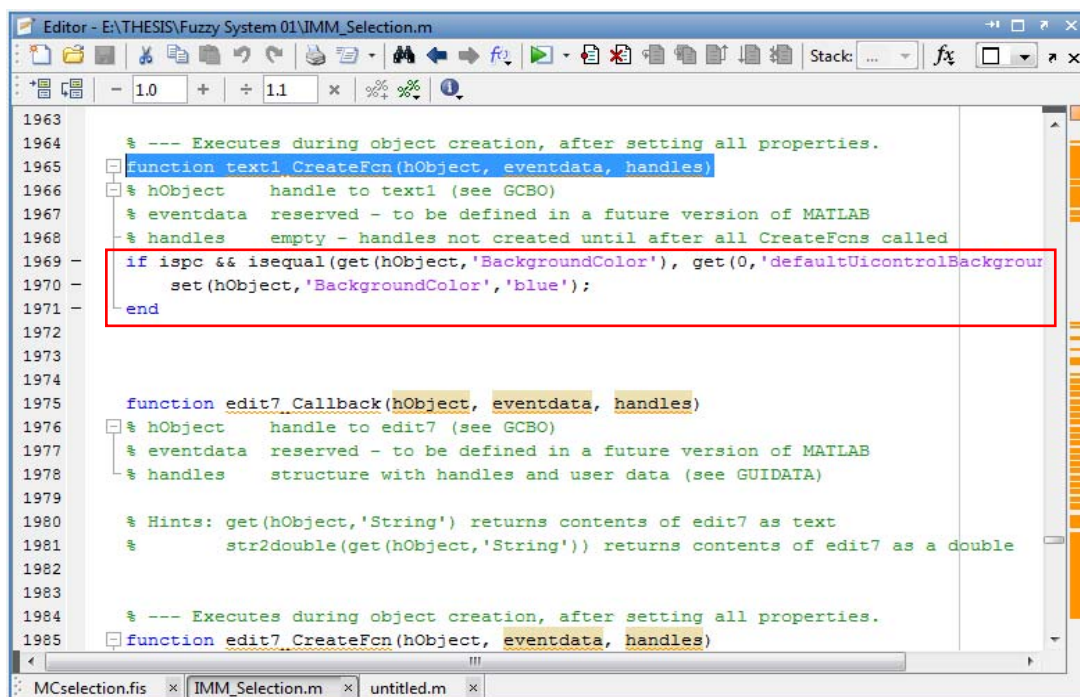 Editor - E:\THESIS\Fuzzy System 01\IMM_Selection.m
Stack: ... fx
- 1.0 + ÷ 1.1 ×
1963
1964 % --- Executes during object creation, after setting all properties.
1965 function text1_CreateFcn(hObject, eventdata, handles)
1966 % hObject    handle to text1 (see GCBO)
1967 % eventdata  reserved - to be defined in a future version of MATLAB
1968 % handles    empty - handles not created until after all CreateFcns called
1969 - if ispc && isequal(get(hObject,'BackgroundColor'), get(0,'defaultUicontrolBackgroun
1970 -     set(hObject,'BackgroundColor','blue');
1971 - end
1972
1973
1974
1975 function edit7_Callback(hObject, eventdata, handles)
1976 % hObject    handle to edit7 (see GCBO)
1977 % eventdata  reserved - to be defined in a future version of MATLAB
1978 % handles    structure with handles and user data (see GUIDATA)
1979
1980 % Hints: get(hObject,'String') returns contents of edit7 as text
1981 %        str2double(get(hObject,'String')) returns contents of edit7 as a double
1982
1983
1984 % --- Executes during object creation, after setting all properties.
1985 function edit7_CreateFcn(hObject, eventdata, handles)
MCselection.fis × IMM_Selection.m × untitled.m ×